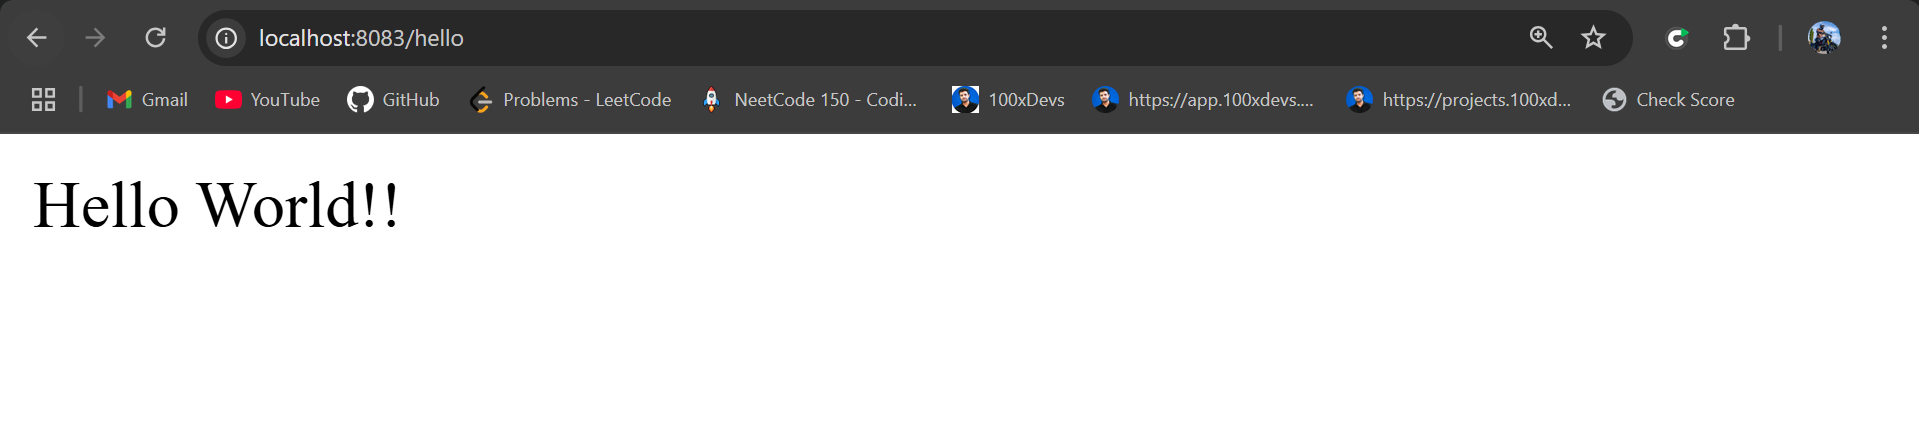 localhost:8083/hello
Gmail YouTube GitHub Problems - LeetCode NeetCode 150 - Codi... 100xDevs https://app.100xdevs.... https://projects.100xd... Check Score
Hello World!!